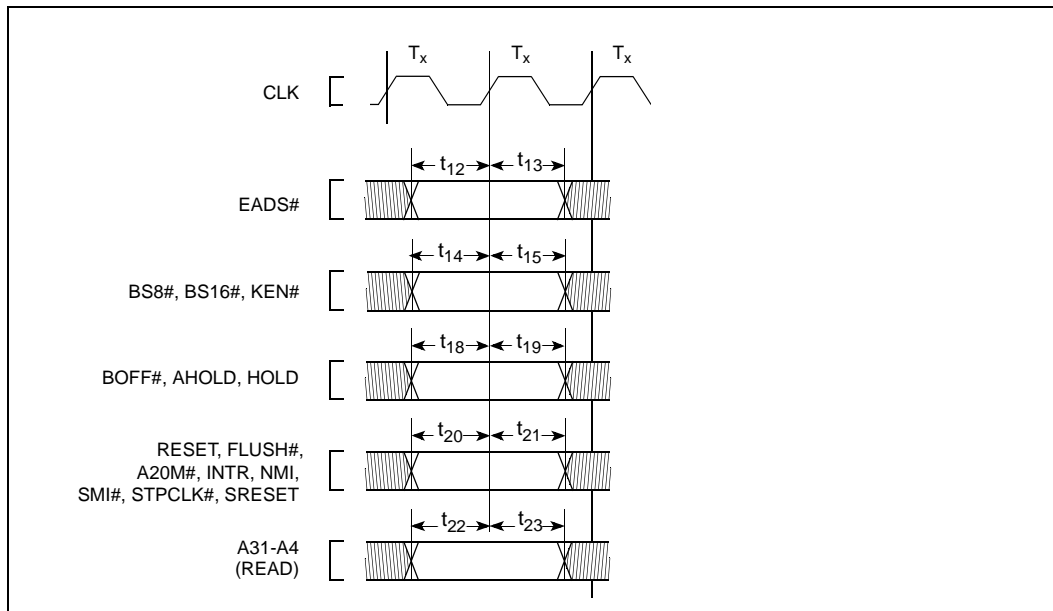 Tx Tx Tx
CLK
t12 t13
EADS#
t14 t15
BS8#, BS16#, KEN#
t18 t19
BOFF#, AHOLD, HOLD
t20 t21
RESET, FLUSH#,
A20M#, INTR, NMI,
SMI#, STPCLK#, SRESET
t22 t23
A31-A4
(READ)